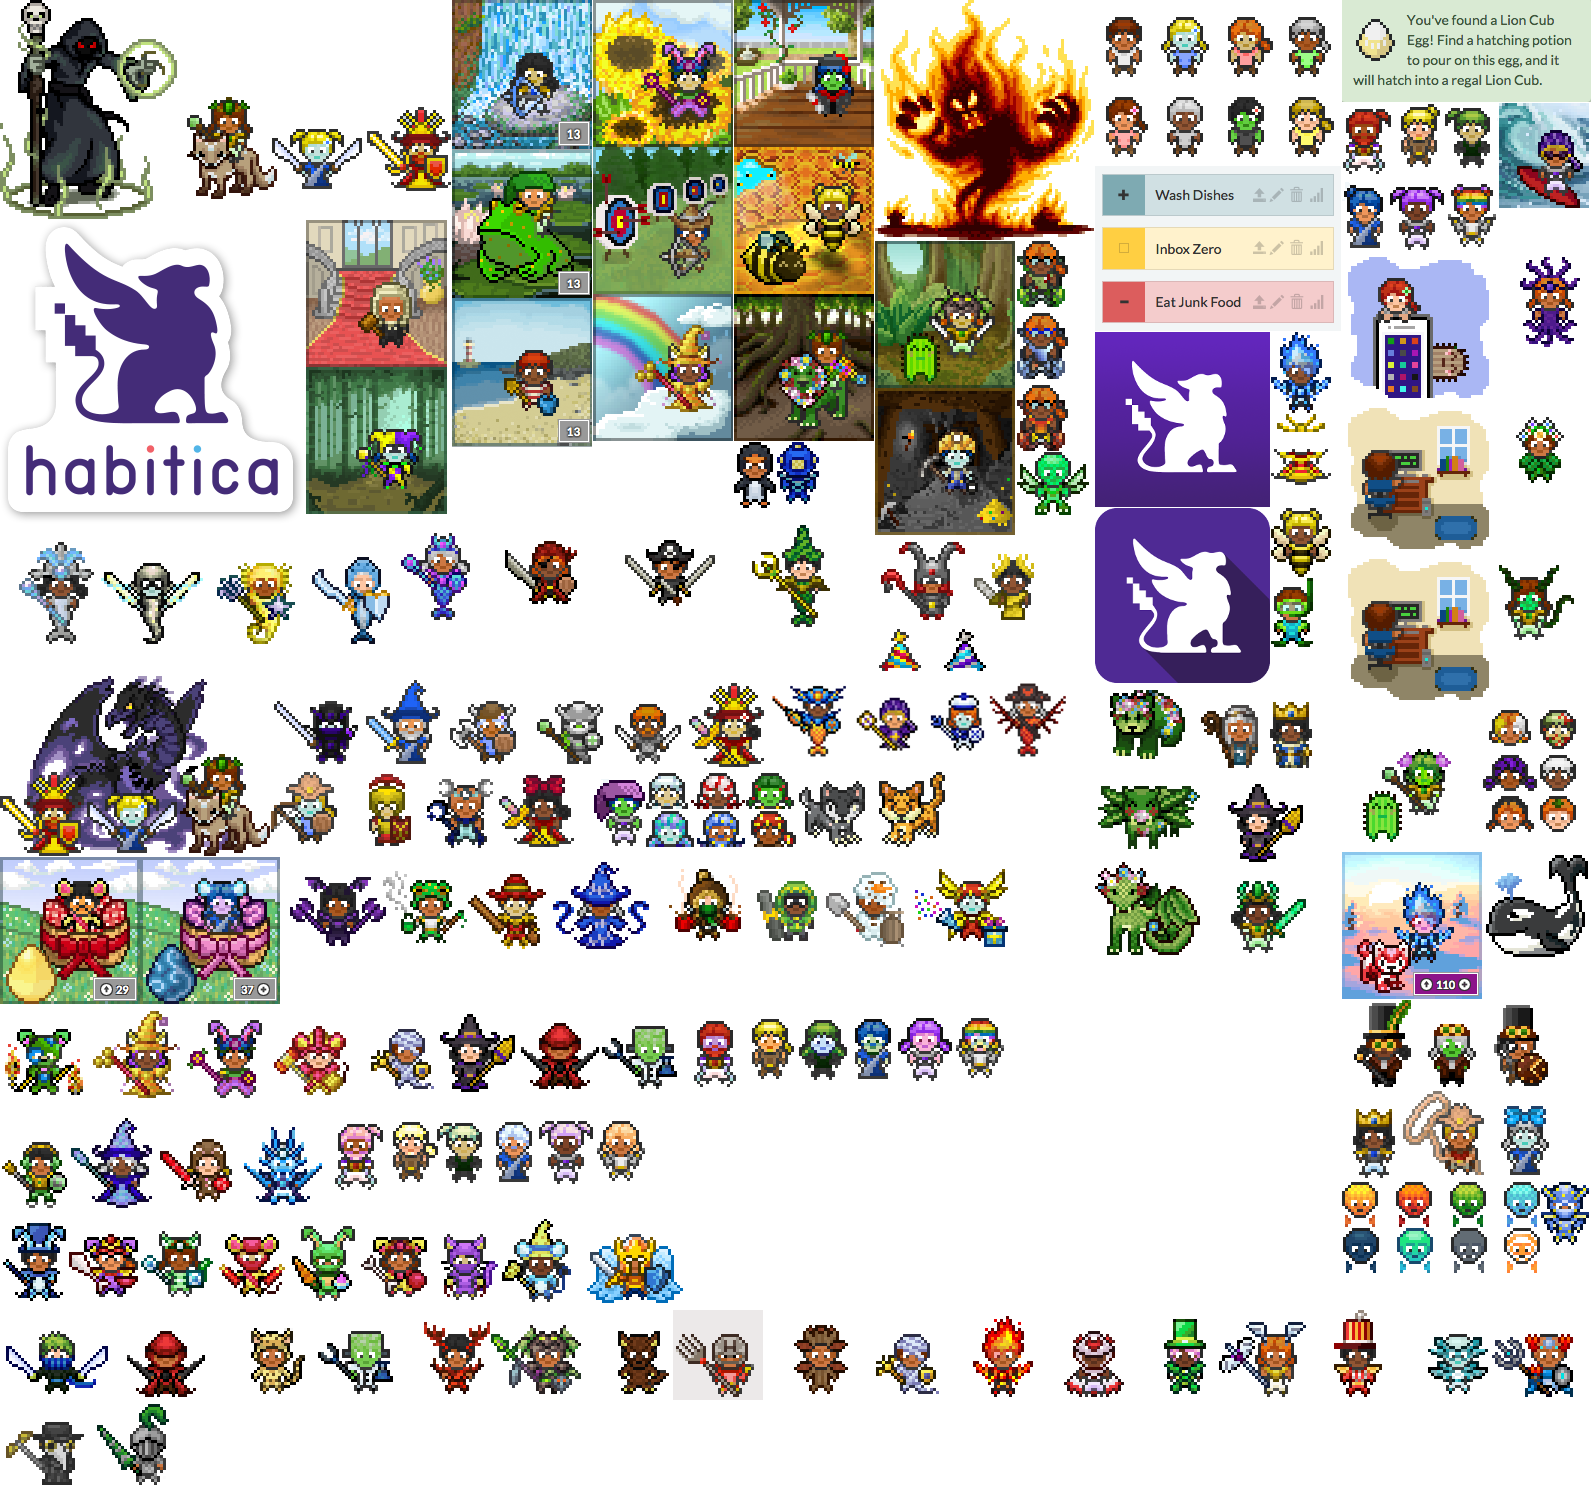 You've found a Lion Cub
Egg! Find a hatching potion
to pour on this egg, and it
will hatch into a regal Lion Cub.
13
Wash Dishes
Inbox Zero
13
Eat Junk Food
13
habitica
29
37
110